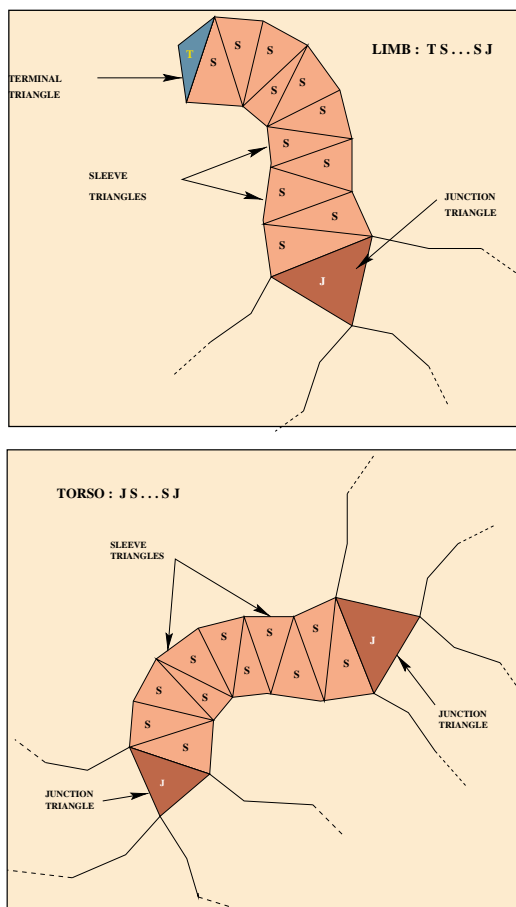 LIMB : T S . . . S J
T
S
S
S
S
S
S
TERMINAL
TRIANGLE
S
S
SLEEVE
TRIANGLES
S
S
S
JUNCTION
TRIANGLE
J
TORSO : J S . . . S J
SLEEVE
TRIANGLES
S
S
S
S
J
S
S
S
S
S
S
S
JUNCTION
TRIANGLE
JUNCTION
TRIANGLE
J